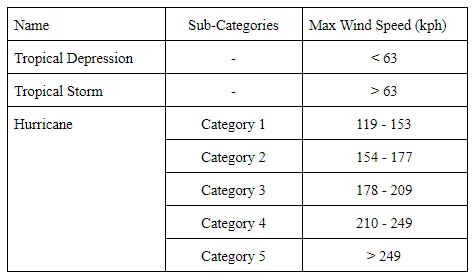 Name Sub-Categories Max Wind Speed (kph)
Tropical Depression - < 63
Tropical Storm - > 63
Hurricane Category 1 119 - 153
Category 2 154 - 177
Category 3 178 - 209
Category 4 210 - 249
Category 5 > 249